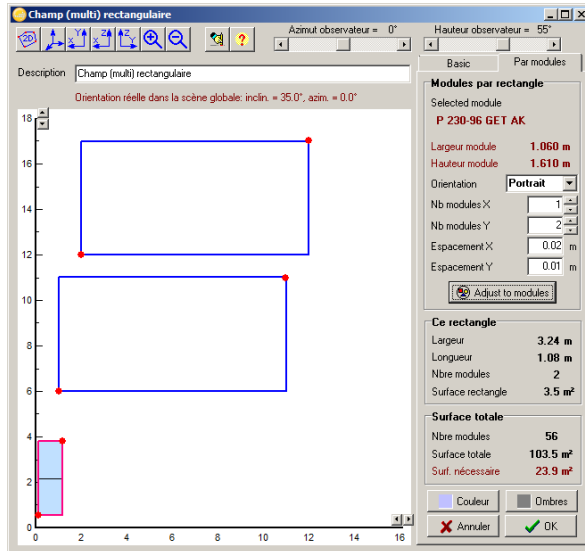 Champ (multi) rectangulaire
2D Y X Z Y X Z ?
Azimut observateur = 0°
Hauteur observateur = 55°
Description Champ (multi) rectangulaire
Orientation réelle dans la scène globale: inclin. = 35.0°, azim. = 0.0°
18
16
14
12
10
8
6
4
2
0
0 2 4 6 8 10 12 14 16
Basic Par modules
Modules par rectangle
Selected module
P 230-96 GET AK
Largeur module 1.060 m
Hauteur module 1.610 m
Orientation Portrait
Nb modules X 1
Nb modules Y 2
Espacement X 0.02 m
Espacement Y 0.01 m
Adjust to modules
Ce rectangle
Largeur 3.24 m
Longueur 1.08 m
Nbre modules 2
Surface rectangle 3.5 m²
Surface totale
Nbre modules 56
Surface totale 103.5 m²
Surf. nécessaire 23.9 m²
Couleur Ombres
Annuler OK